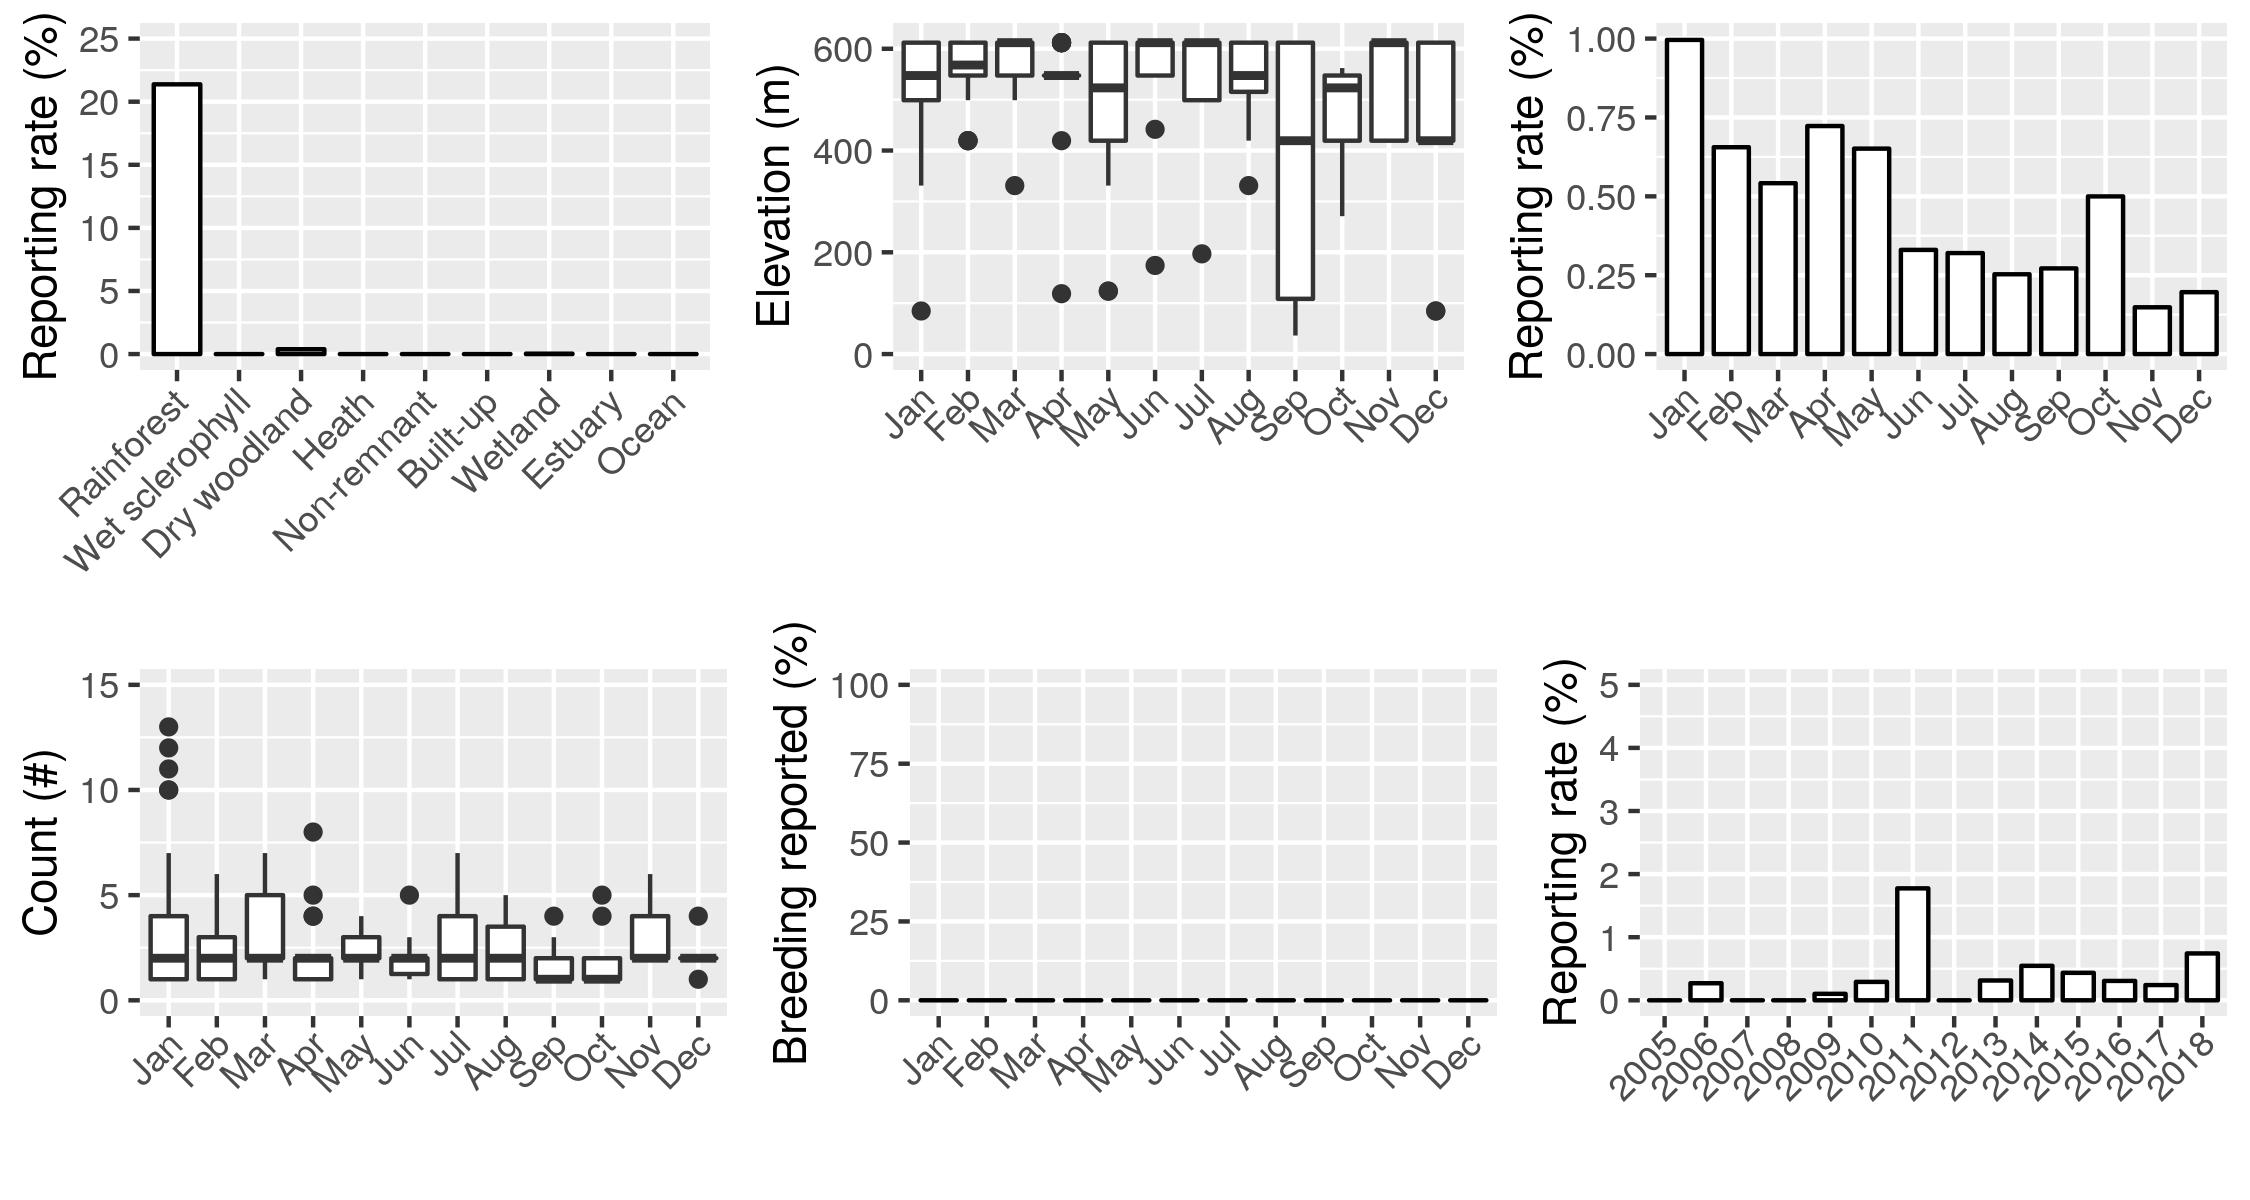 Reporting rate (%)
25
20
15
10
5
0
Rainforest
Wet sclerophyll
Dry woodland
Heath
Non-remnant
Built-up
Wetland
Estuary
Ocean
Elevation (m)
600
400
200
0
Jan
Feb
Mar
Apr
May
Jun
Jul
Aug
Sep
Oct
Nov
Dec
Reporting rate (%)
1.00
0.75
0.50
0.25
0.00
Jan
Feb
Mar
Apr
May
Jun
Jul
Aug
Sep
Oct
Nov
Dec
Count (#)
15
10
5
0
Jan
Feb
Mar
Apr
May
Jun
Jul
Aug
Sep
Oct
Nov
Dec
Breeding reported (%)
100
75
50
25
0
Jan
Feb
Mar
Apr
May
Jun
Jul
Aug
Sep
Oct
Nov
Dec
Reporting rate (%)
5
4
3
2
1
0
2005
2006
2007
2008
2009
2010
2011
2012
2013
2014
2015
2016
2017
2018